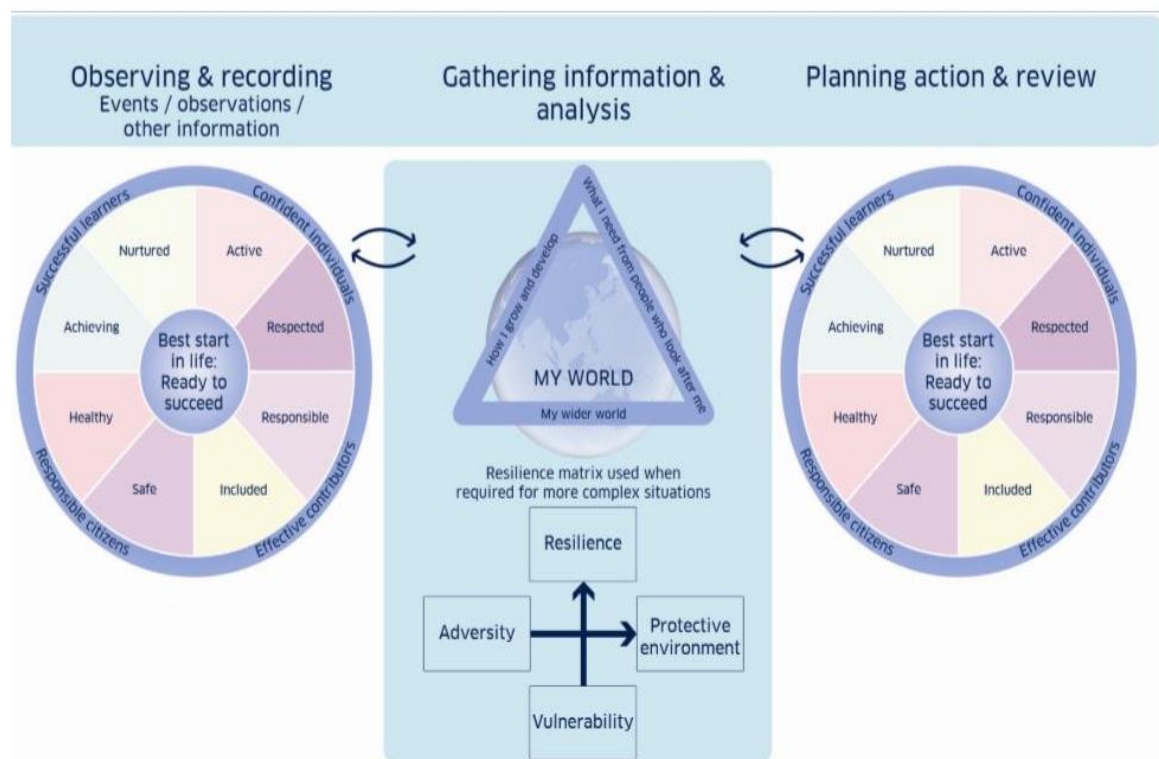 Observing & recording
Events / observations /
other information
Gathering information &
analysis
Planning action & review
Successful learners
Confident individuals
Nurtured
Active
Achieving
Respected
Best start
in life:
Ready to
succeed
Healthy
Responsible
Safe
Included
Responsible citizens
Effective contributors
How I grow and develop
What I need from people who look after me
MY WORLD
My wider world
Resilience matrix used when
required for more complex situations
Resilience
Adversity
Protective
environment
Vulnerability
Successful learners
Confident individuals
Nurtured
Active
Achieving
Respected
Best start
in life:
Ready to
succeed
Healthy
Responsible
Safe
Included
Responsible citizens
Effective contributors